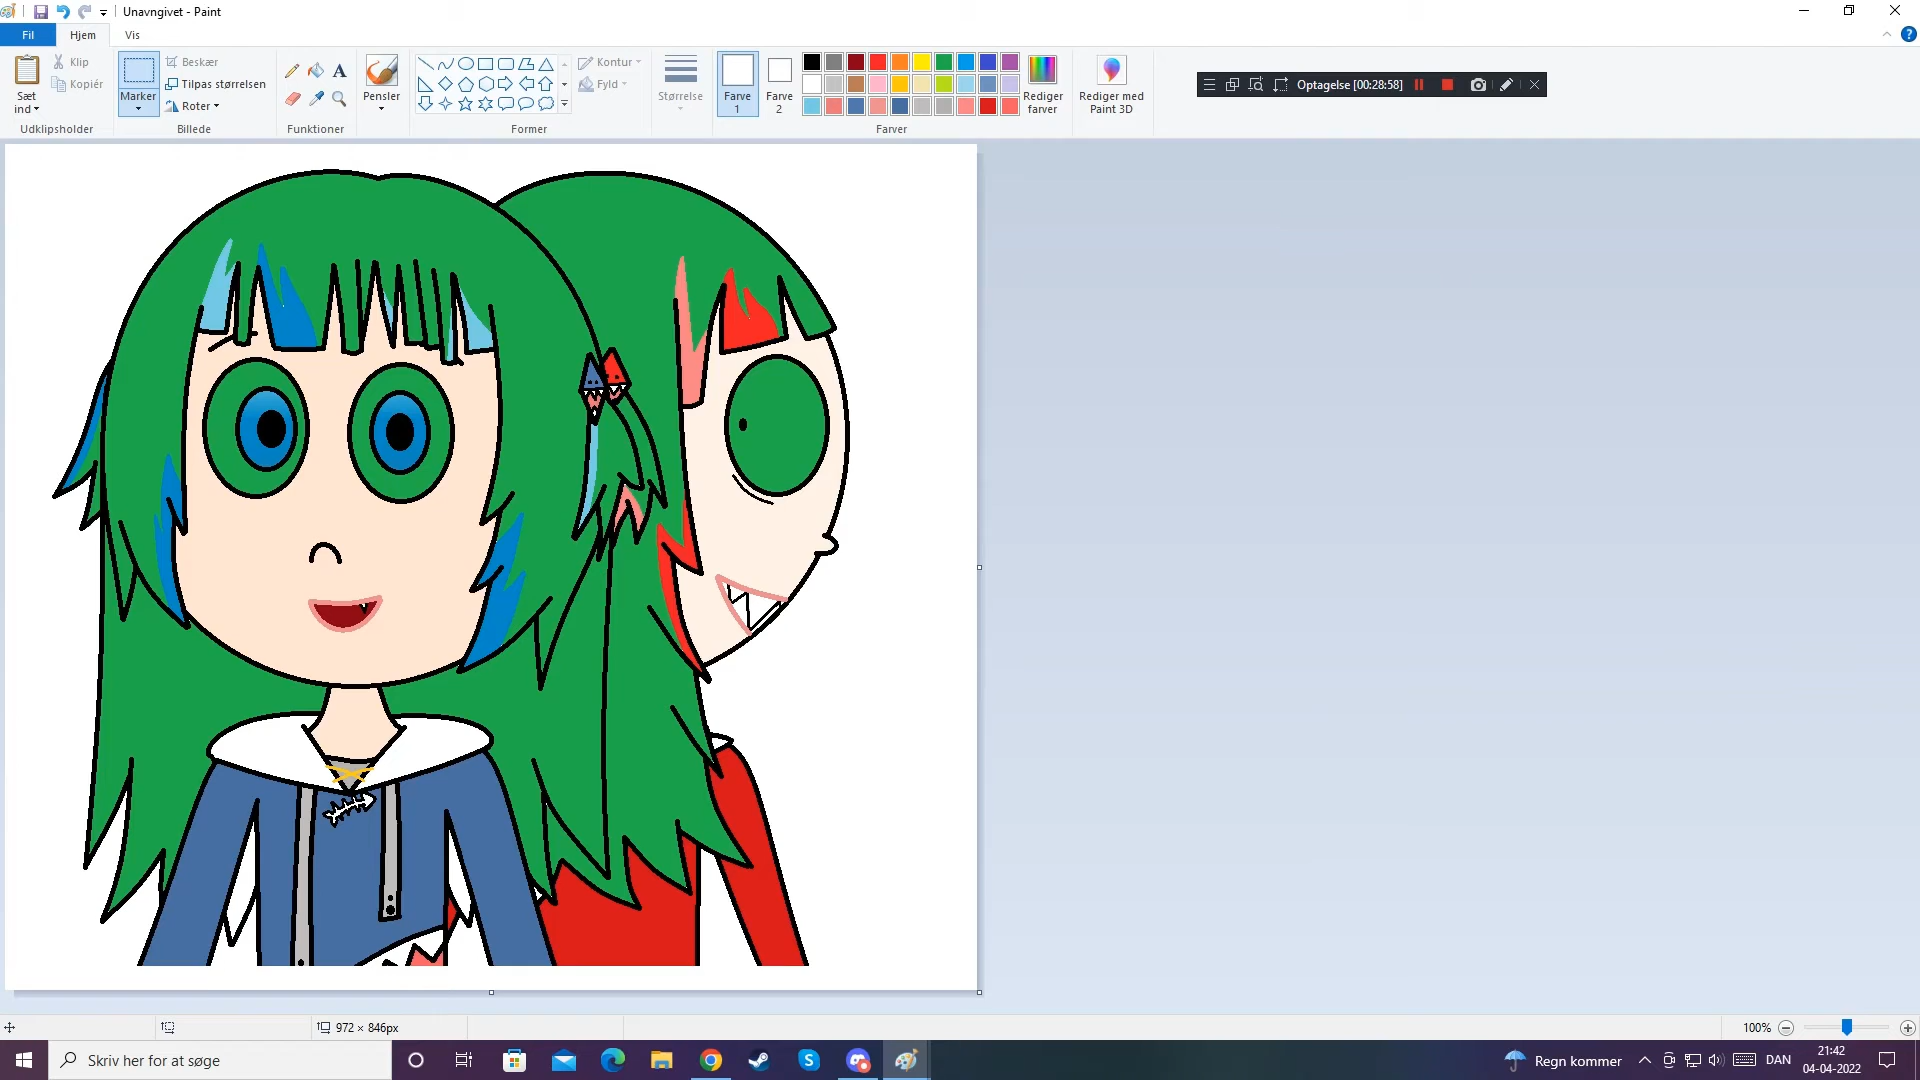 Unavngivet - Paint
Fil Hjem Vis
Sæt ind
Klip
Kopiér
Udklipsholder
Marker
Beskær
Tilpas størrelsen
Roter
Billede
A
Funktioner
Pensler
Kontur
Fyld
Former
Størrelse
Farve 1
Farve 2
Rediger farver
Farver
Rediger med Paint 3D
Optagelse [00:28:58]
?
972 × 846px
100%
Skriv her for at søge
S
Regn kommer
DAN
21:42
04-04-2022